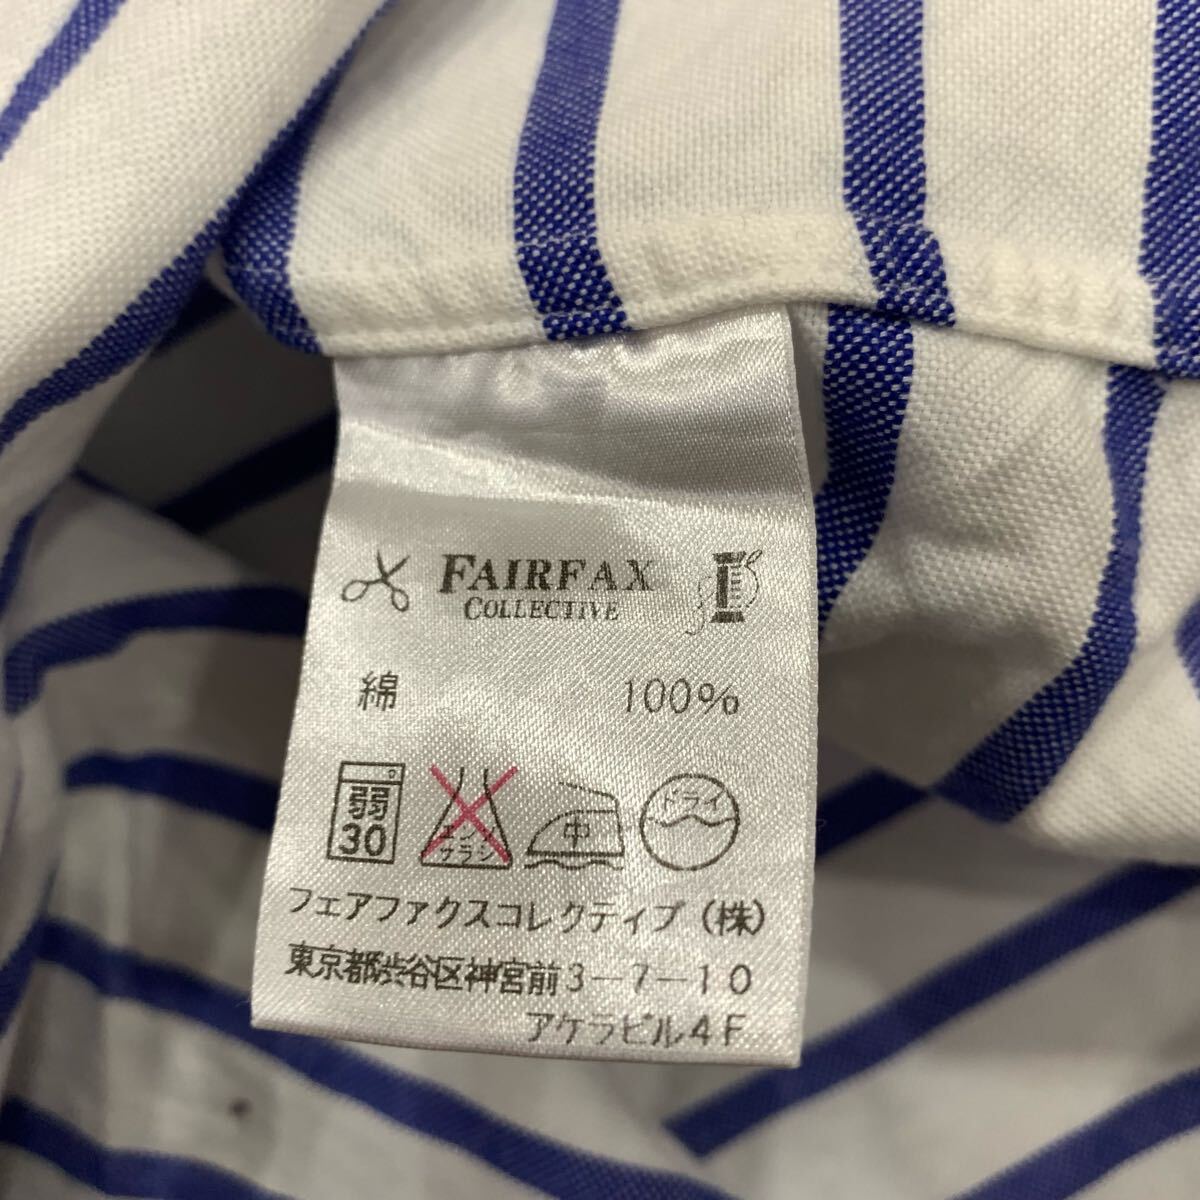 FAIRFAX
COLLECTIVE
綿 100%
弱
30
エンソ
サラシ
中
ドライ
フェアファクスコレクティブ(株)
東京都渋谷区神宮前3-7-10
アケラビル4F